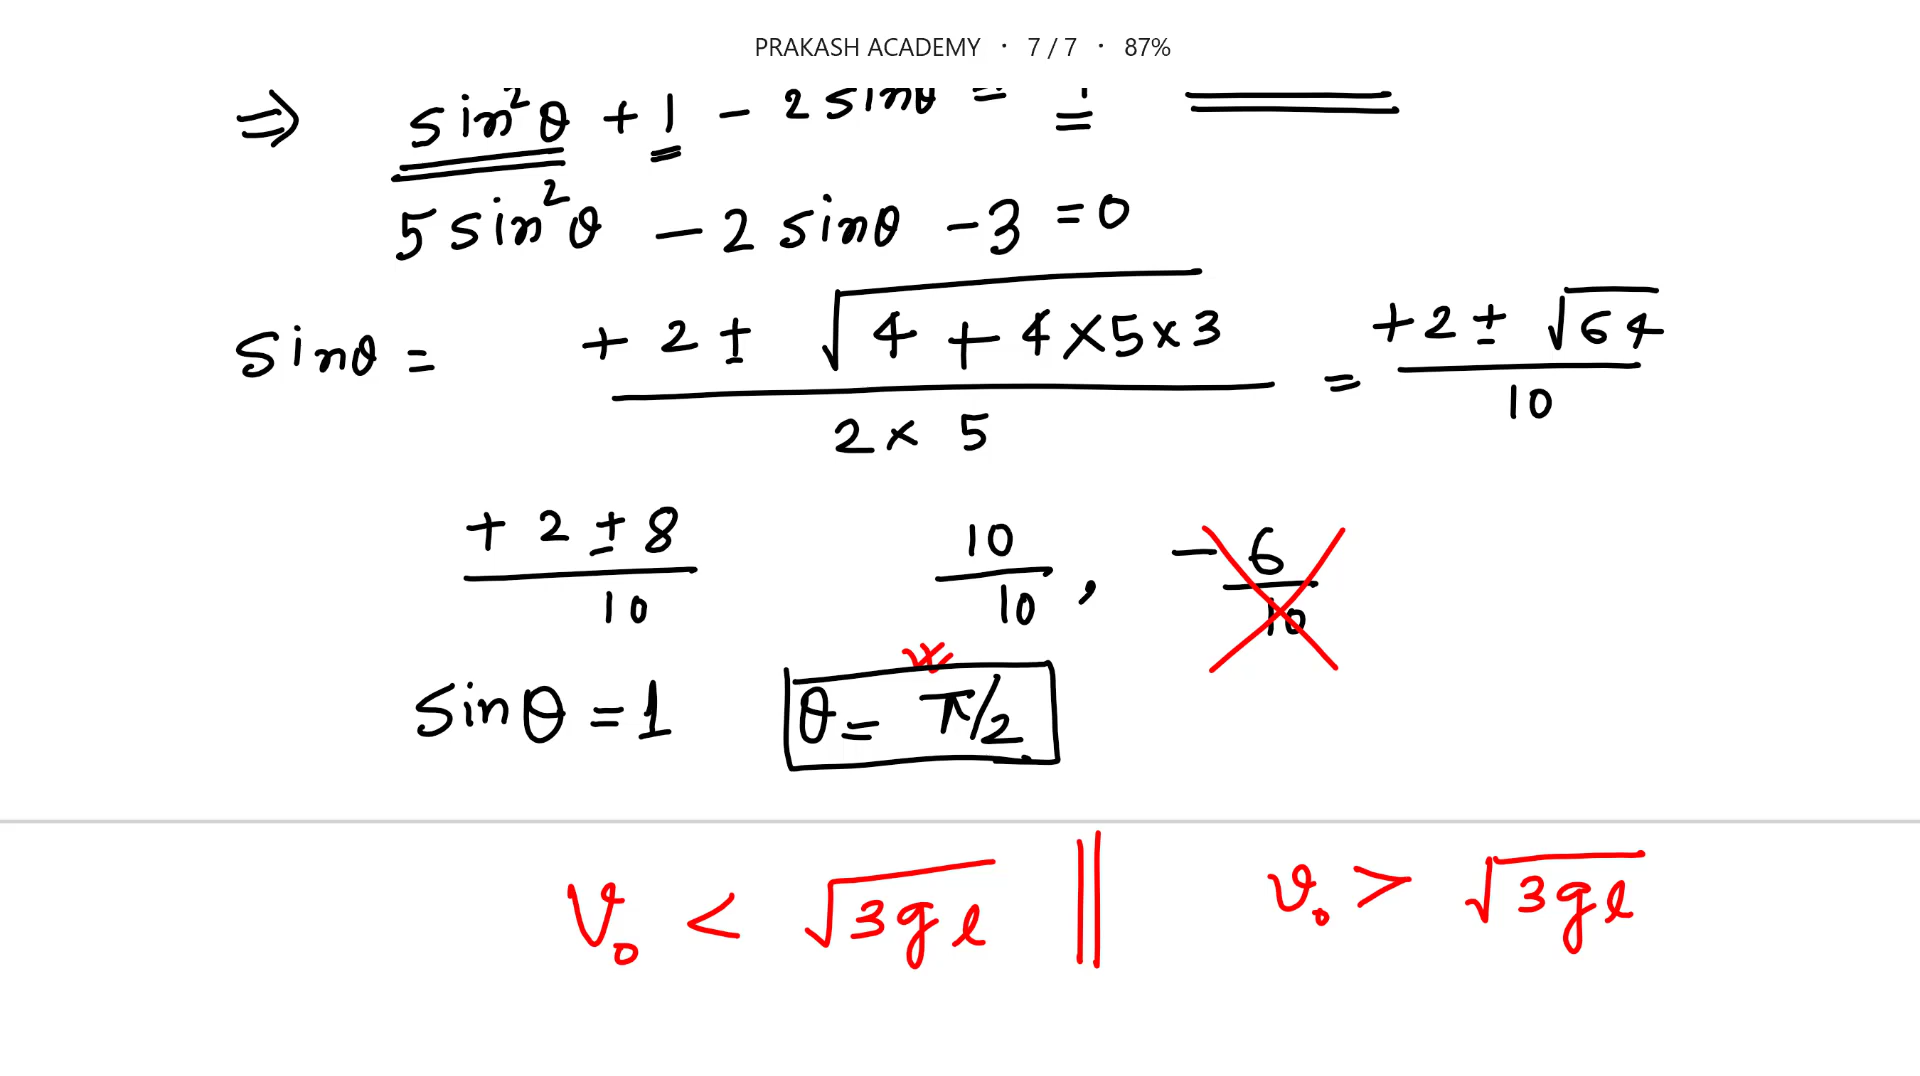 PRAKASH ACADEMY · 7 / 7 · 87%
⇒ sin²θ + 1 - 2 sinθ = 1
5 sin²θ - 2 sinθ - 3 = 0
sinθ = (+ 2 ± √(4 + 4×5×3)) / (2 × 5) = (+2 ± √64) / 10
(+ 2 ± 8) / 10    10/10 , - 6/10
sinθ = 1    θ = π/2
V₀ < √(3gl) || v₀ > √(3gl)